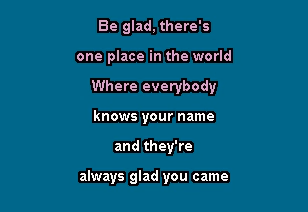 Be glad, there's
one place in the world
Where everybody
knows your name
and they're
always glad you came